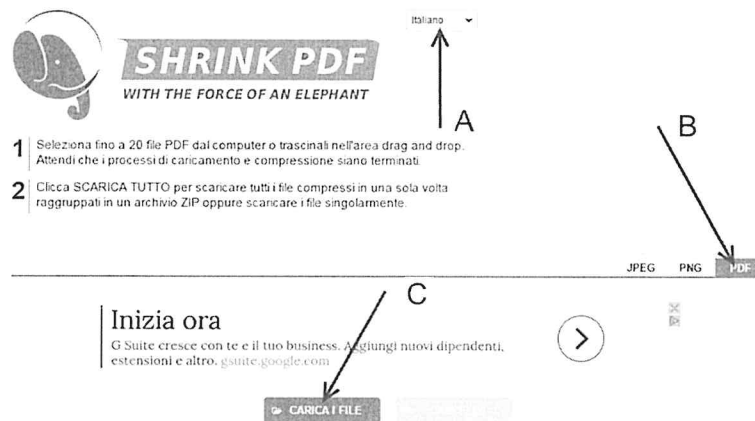 Italiano
SHRINK PDF
WITH THE FORCE OF AN ELEPHANT
A
B
1 Seleziona fino a 20 file PDF dal computer o trascinali nell'area drag and drop.
Attendi che i processi di caricamento e compressione siano terminati.
2 Clicca SCARICA TUTTO per scaricare tutti i file compressi in una sola volta
raggruppati in un archivio ZIP oppure scaricare i file singolarmente.
JPEG PNG PDF
C
Inizia ora
G Suite cresce con te e il tuo business. Aggiungi nuovi dipendenti,
estensioni e altro. gsuite.google.com
CARICA I FILE